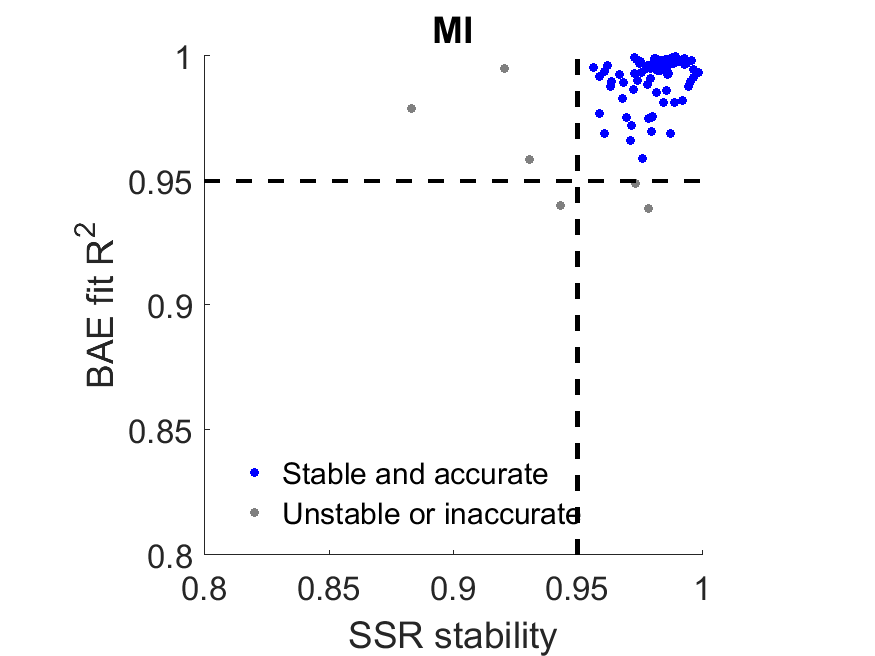 MI
1
0.95
0.9
0.85
0.8
BAE fit R²
Stable and accurate
Unstable or inaccurate
0.8 0.85 0.9 0.95 1
SSR stability